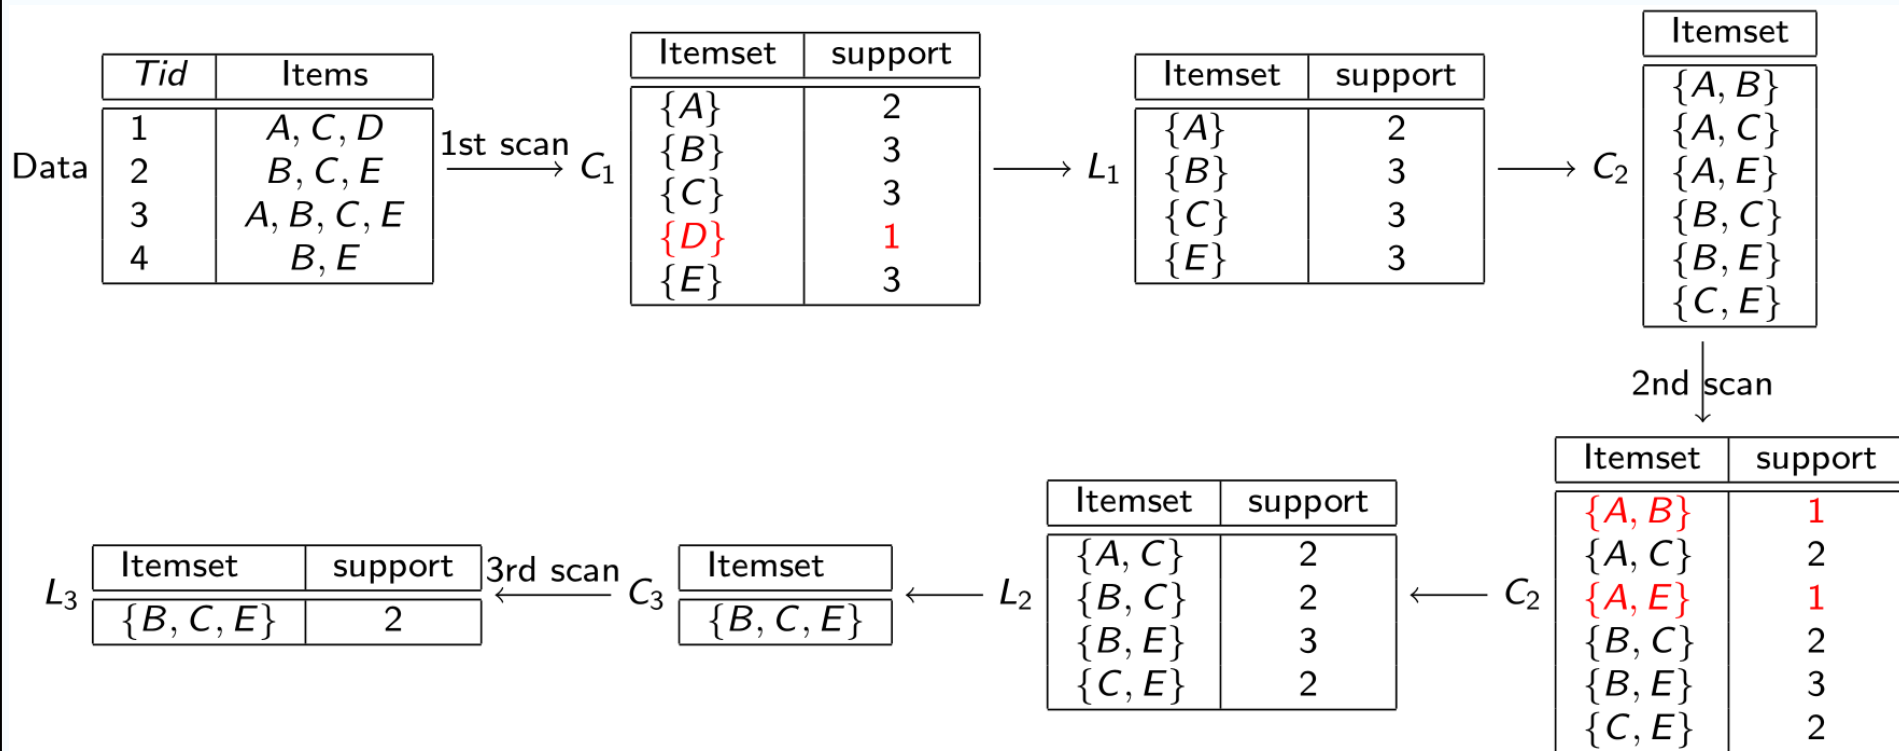 Data
Tid Items
1 A, C, D
2 B, C, E
3 A, B, C, E
4 B, E
1st scan
C₁
Itemset support
{A} 2
{B} 3
{C} 3
{D} 1
{E} 3
L₁
Itemset support
{A} 2
{B} 3
{C} 3
{E} 3
C₂
Itemset
{A, B}
{A, C}
{A, E}
{B, C}
{B, E}
{C, E}
2nd scan
C₂
Itemset support
{A, B} 1
{A, C} 2
{A, E} 1
{B, C} 2
{B, E} 3
{C, E} 2
L₂
Itemset support
{A, C} 2
{B, C} 2
{B, E} 3
{C, E} 2
C₃
Itemset
{B, C, E}
3rd scan
L₃
Itemset support
{B, C, E} 2